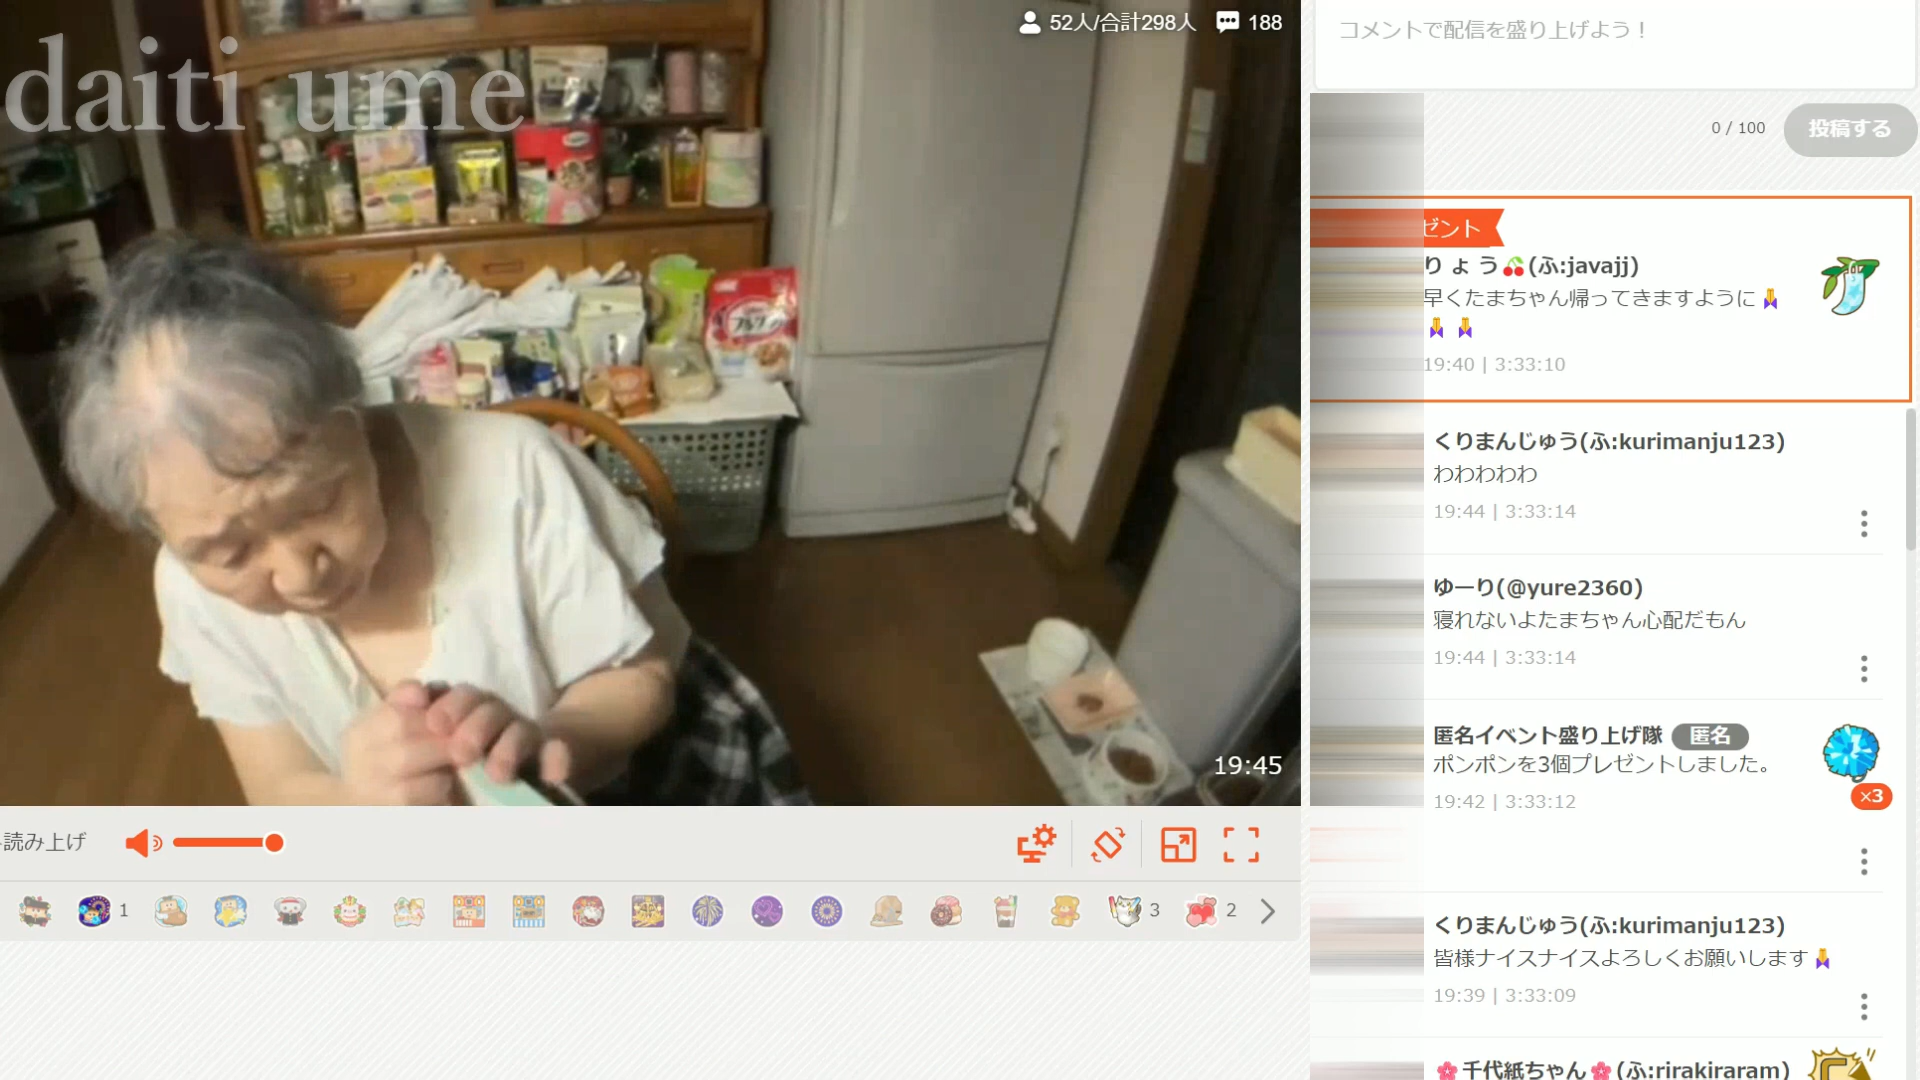 daiti ume
52人/合計298人 188
フルグラ
19:45
読み上げ
1
3
2
コメントで配信を盛り上げよう！
0 / 100 投稿する
ゼント
りょう🍒(ふ:javajj)
早くたまちゃん帰ってきますように🙏
🙏🙏
19:40 | 3:33:10
くりまんじゅう(ふ:kurimanju123)
わわわわわ
19:44 | 3:33:14
ゆーり(@yure2360)
寝れないよたまちゃん心配だもん
19:44 | 3:33:14
匿名イベント盛り上げ隊 匿名
ポンポンを3個プレゼントしました。
×3
19:42 | 3:33:12
くりまんじゅう(ふ:kurimanju123)
皆様ナイスナイスよろしくお願いします🙏
19:39 | 3:33:09
🌸千代紙ちゃん🌸(ふ:rirakiraram)